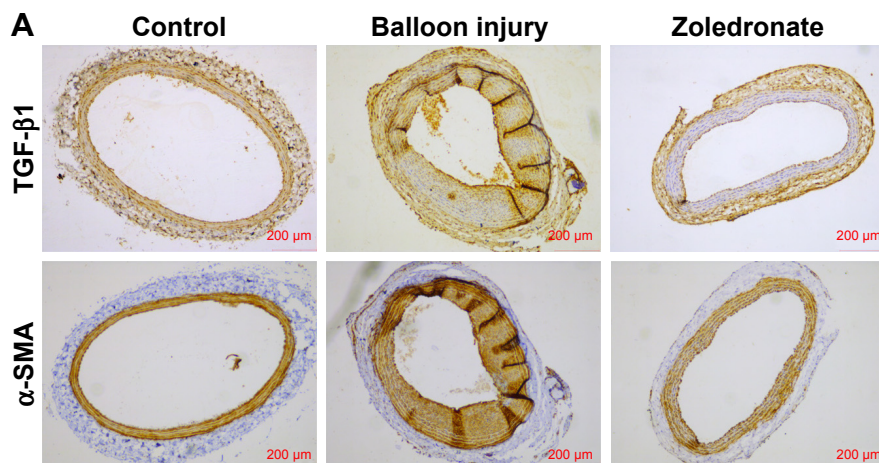 A
Control Balloon injury Zoledronate
TGF-β1
200 µm 200 µm 200 µm
α-SMA
200 µm 200 µm 200 µm